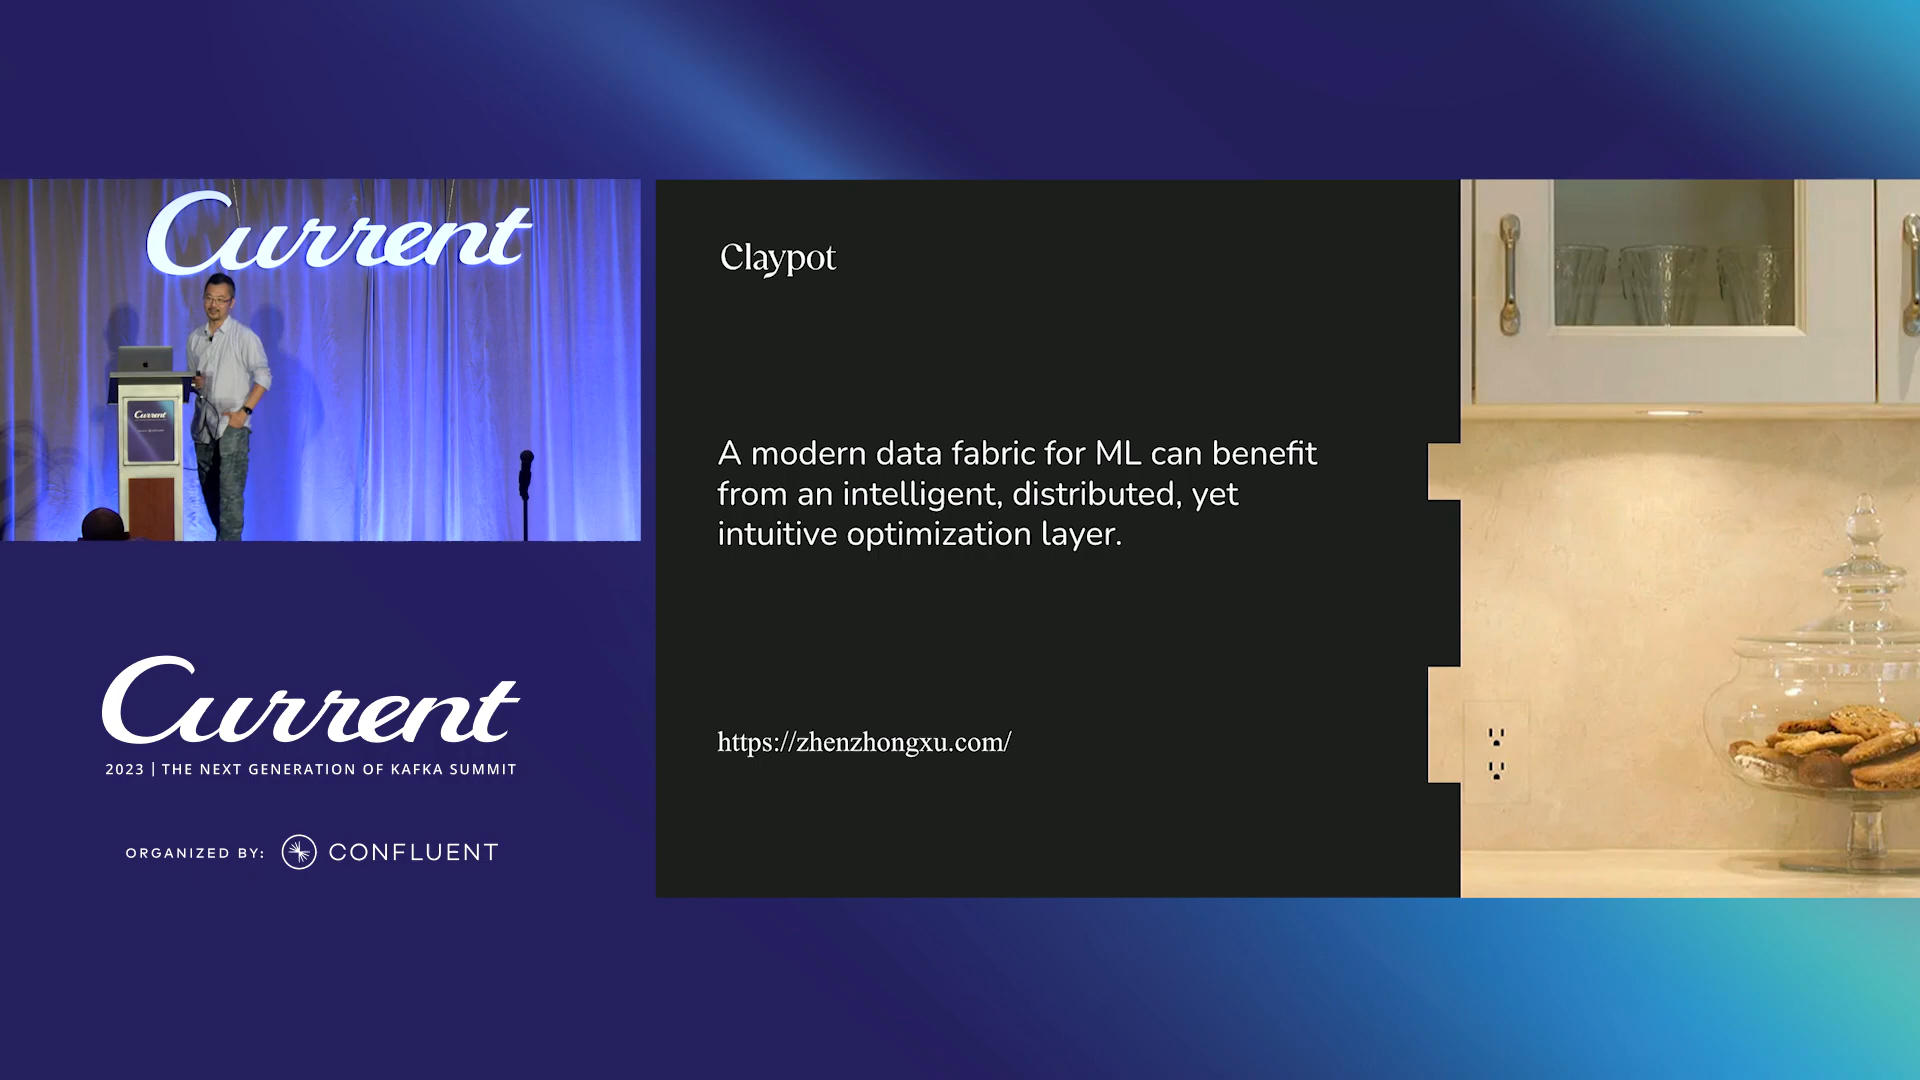 Current
Current
Claypot
A modern data fabric for ML can benefit
from an intelligent, distributed, yet
intuitive optimization layer.
https://zhenzhongxu.com/
Current
2023 | THE NEXT GENERATION OF KAFKA SUMMIT
ORGANIZED BY: CONFLUENT